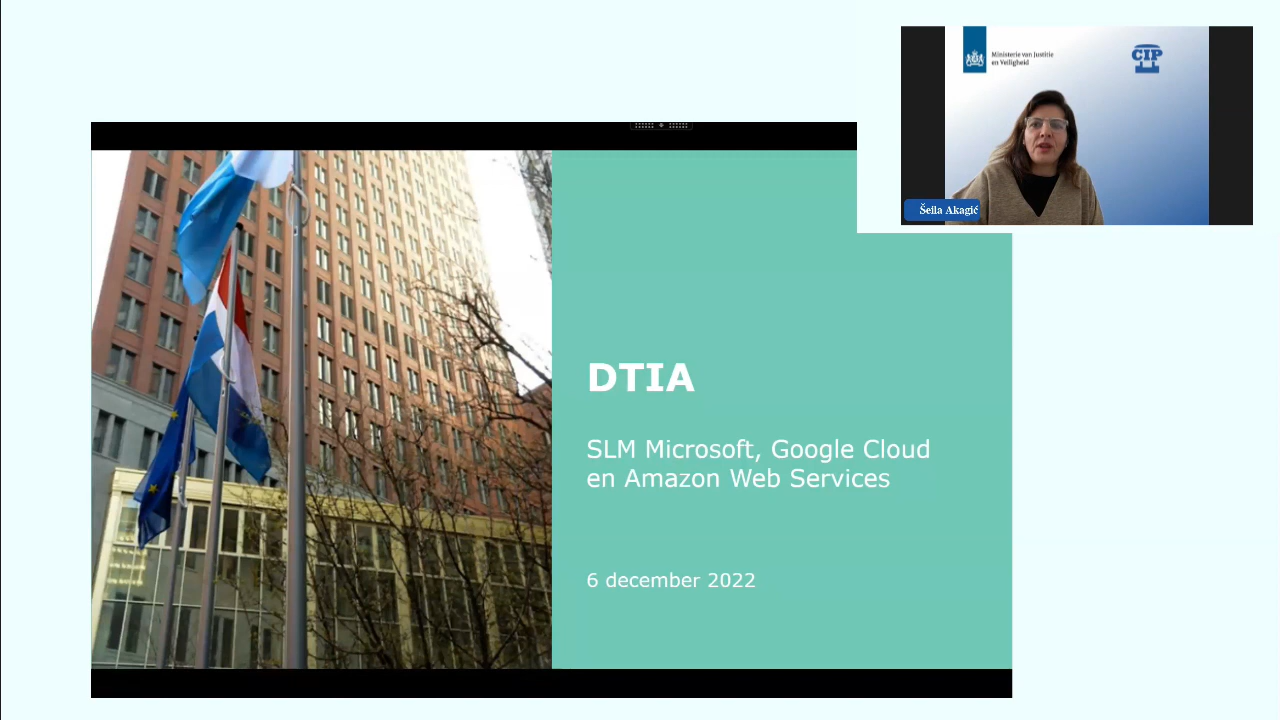 Ministerie van Justitie
en Veiligheid
CIP
Šeila Akagić
DTIA
SLM Microsoft, Google Cloud
en Amazon Web Services
6 december 2022